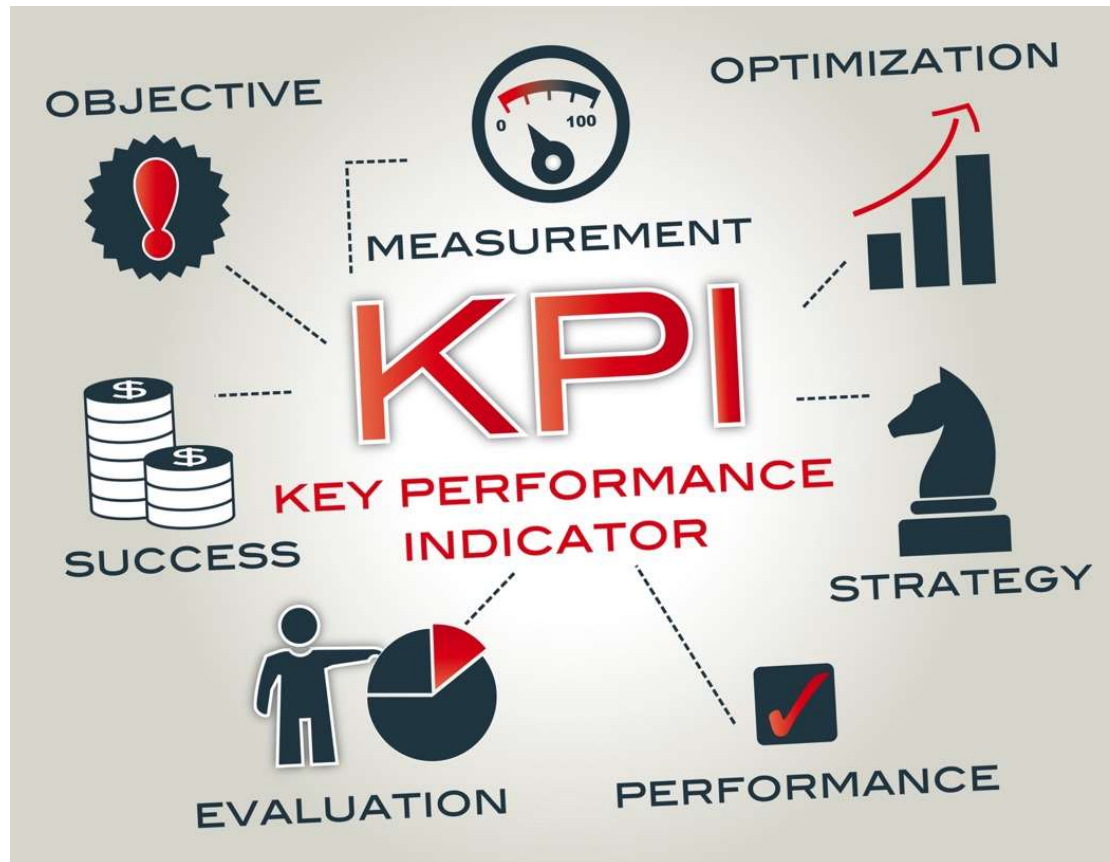 OBJECTIVE
0 100
MEASUREMENT
OPTIMIZATION
KPI
KEY PERFORMANCE
INDICATOR
$
$
SUCCESS
STRATEGY
EVALUATION
PERFORMANCE